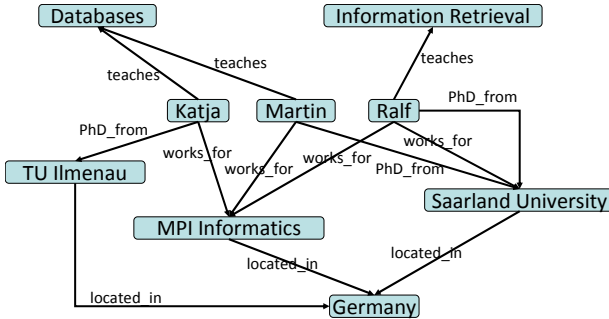 Databases
Information Retrieval
teaches
teaches
teaches
Katja
Martin
Ralf
PhD_from
PhD_from
works_for
works_for
works_for
works_for
PhD_from
TU Ilmenau
Saarland University
MPI Informatics
located_in
located_in
located_in
Germany